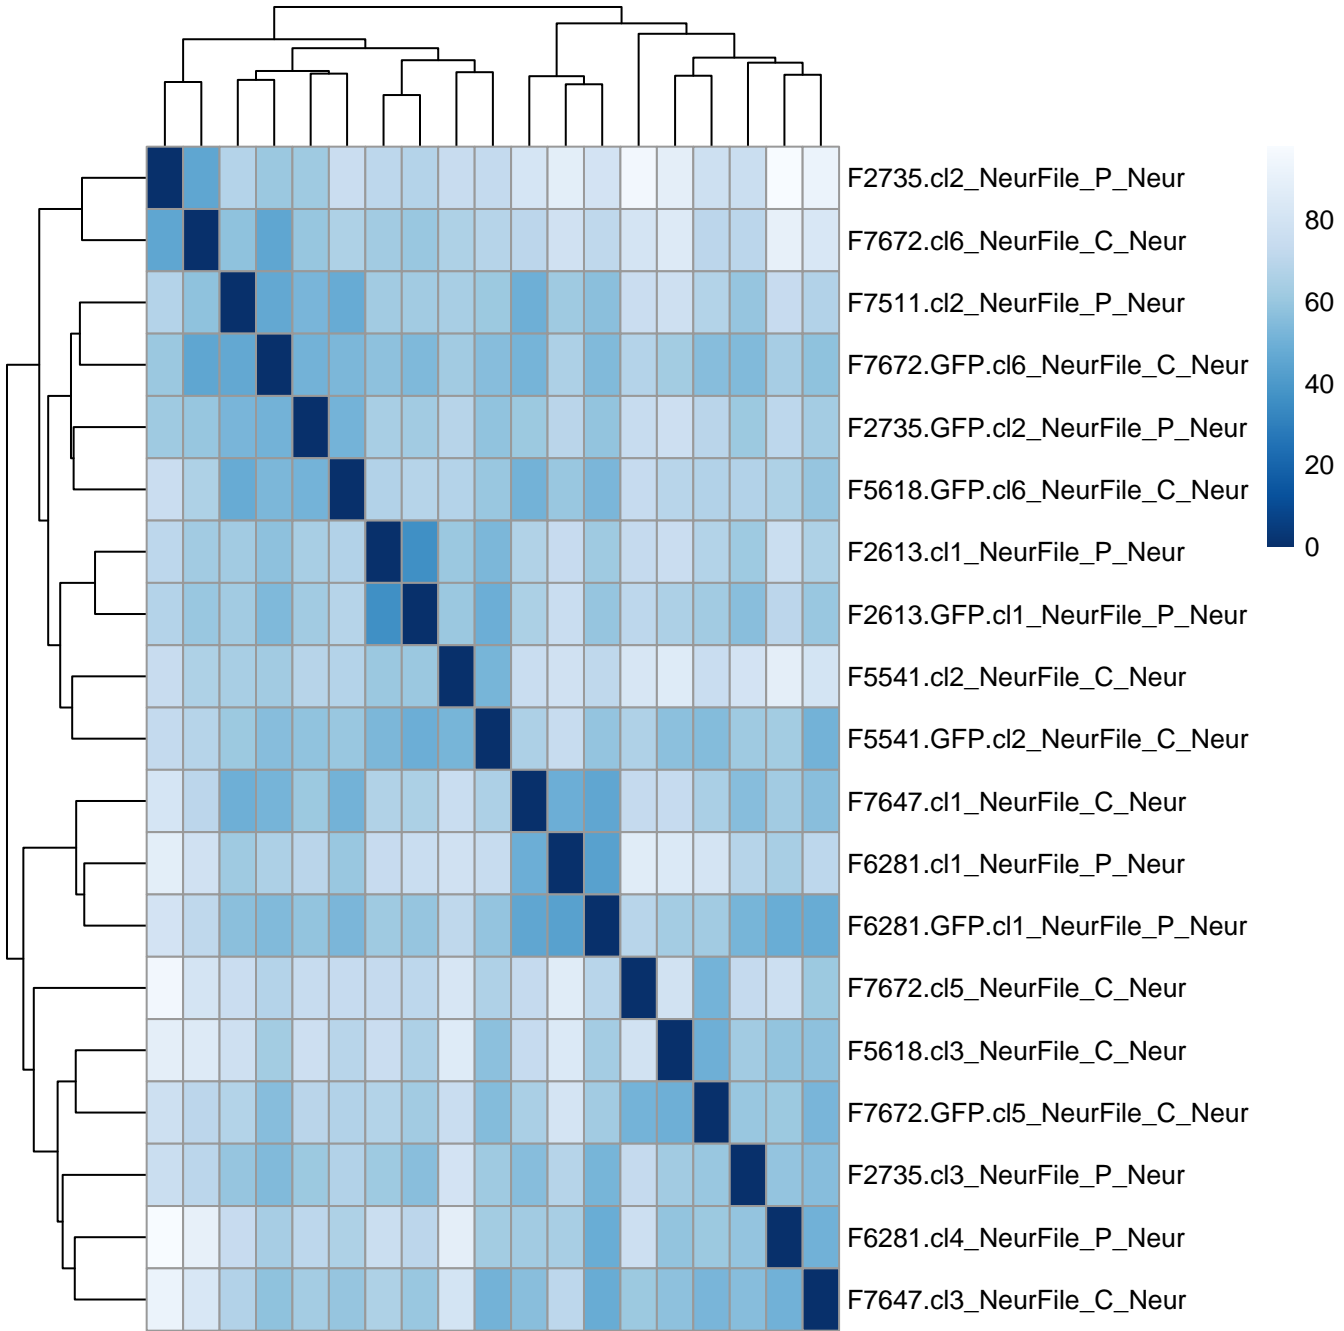 F2735.cl2_NeurFile_P_Neur
F7672.cl6_NeurFile_C_Neur
F7511.cl2_NeurFile_P_Neur
F7672.GFP.cl6_NeurFile_C_Neur
F2735.GFP.cl2_NeurFile_P_Neur
F5618.GFP.cl6_NeurFile_C_Neur
F2613.cl1_NeurFile_P_Neur
F2613.GFP.cl1_NeurFile_P_Neur
F5541.cl2_NeurFile_C_Neur
F5541.GFP.cl2_NeurFile_C_Neur
F7647.cl1_NeurFile_C_Neur
F6281.cl1_NeurFile_P_Neur
F6281.GFP.cl1_NeurFile_P_Neur
F7672.cl5_NeurFile_C_Neur
F5618.cl3_NeurFile_C_Neur
F7672.GFP.cl5_NeurFile_C_Neur
F2735.cl3_NeurFile_P_Neur
F6281.cl4_NeurFile_P_Neur
F7647.cl3_NeurFile_C_Neur
80
60
40
20
0